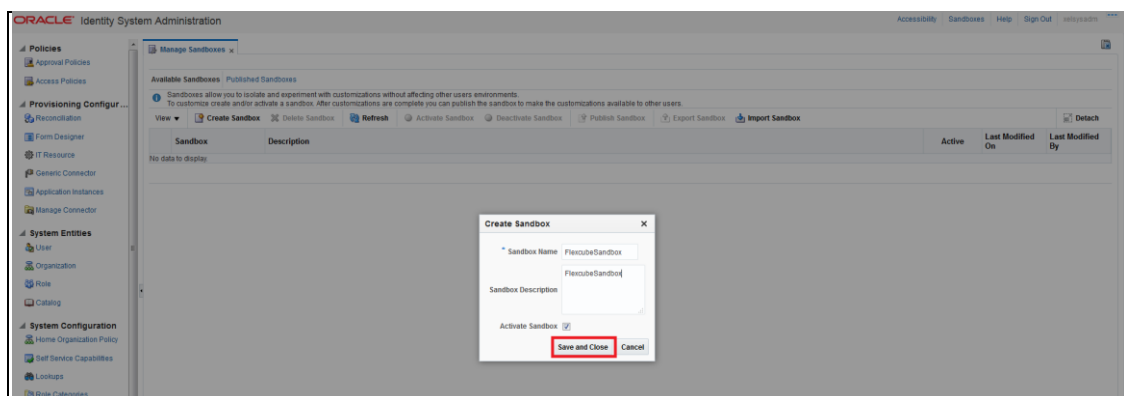 ORACLE Identity System Administration
Accessibility Sandboxes Help Sign Out xelsysadm
Policies
Approval Policies
Access Policies
Provisioning Configur...
Reconciliation
Form Designer
IT Resource
Generic Connector
Application Instances
Manage Connector
System Entities
User
Organization
Role
Catalog
System Configuration
Home Organization Policy
Self Service Capabilities
Lookups
Role Categories
Manage Sandboxes x
Available Sandboxes Published Sandboxes
Sandboxes allow you to isolate and experiment with customizations without affecting other users environments.
To customize create and/or activate a sandbox. After customizations are complete you can publish the sandbox to make the customizations available to other users.
View Create Sandbox Delete Sandbox Refresh Activate Sandbox Deactivate Sandbox Publish Sandbox Export Sandbox Import Sandbox Detach
Sandbox Description Active Last Modified On Last Modified By
No data to display.
Create Sandbox
* Sandbox Name FlexcubeSandbox
Sandbox Description FlexcubeSandbox
Activate Sandbox
Save and Close Cancel